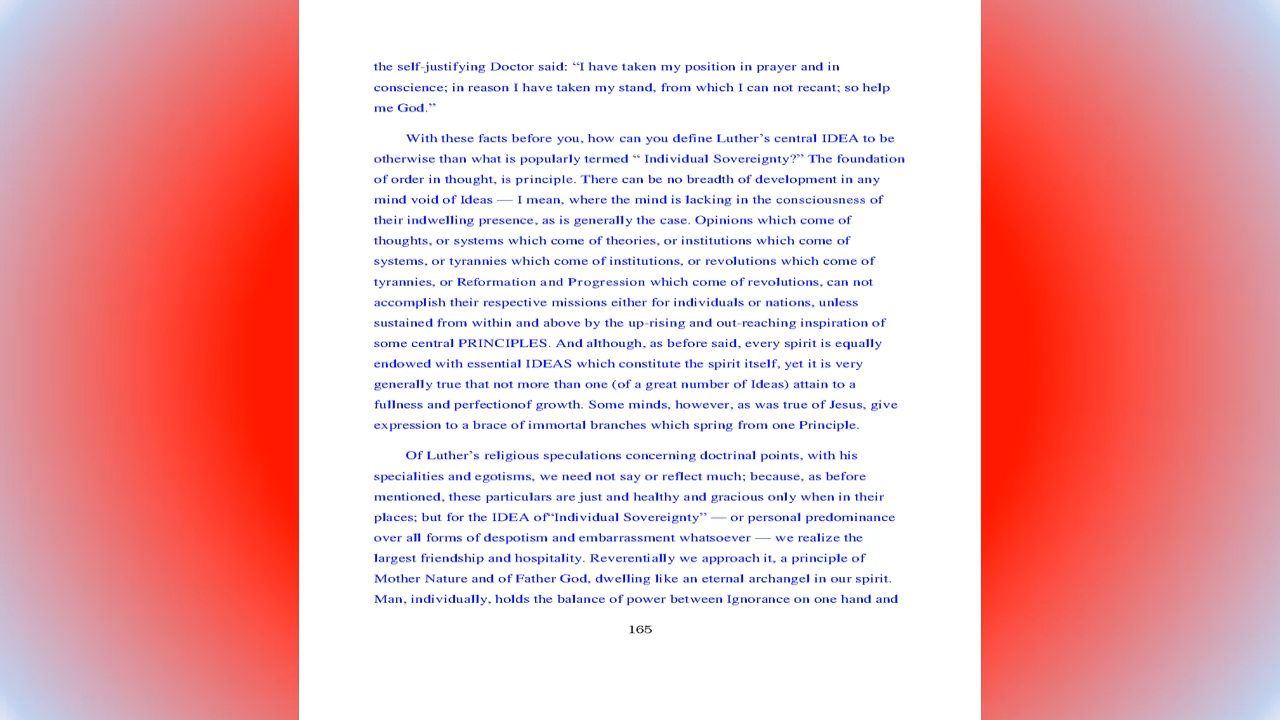 the self-justifying Doctor said: “I have taken my position in prayer and in
conscience; in reason I have taken my stand, from which I can not recant; so help
me God.”
With these facts before you, how can you define Luther’s central IDEA to be
otherwise than what is popularly termed “ Individual Sovereignty?” The foundation
of order in thought, is principle. There can be no breadth of development in any
mind void of Ideas — I mean, where the mind is lacking in the consciousness of
their indwelling presence, as is generally the case. Opinions which come of
thoughts, or systems which come of theories, or institutions which come of
systems, or tyrannies which come of institutions, or revolutions which come of
tyrannies, or Reformation and Progression which come of revolutions, can not
accomplish their respective missions either for individuals or nations, unless
sustained from within and above by the up-rising and out-reaching inspiration of
some central PRINCIPLES. And although, as before said, every spirit is equally
endowed with essential IDEAS which constitute the spirit itself, yet it is very
generally true that not more than one (of a great number of Ideas) attain to a
fullness and perfectionof growth. Some minds, however, as was true of Jesus, give
expression to a brace of immortal branches which spring from one Principle.
Of Luther’s religious speculations concerning doctrinal points, with his
specialities and egotisms, we need not say or reflect much; because, as before
mentioned, these particulars are just and healthy and gracious only when in their
places; but for the IDEA of“Individual Sovereignty” — or personal predominance
over all forms of despotism and embarrassment whatsoever — we realize the
largest friendship and hospitality. Reverentially we approach it, a principle of
Mother Nature and of Father God, dwelling like an eternal archangel in our spirit.
Man, individually, holds the balance of power between Ignorance on one hand and
165